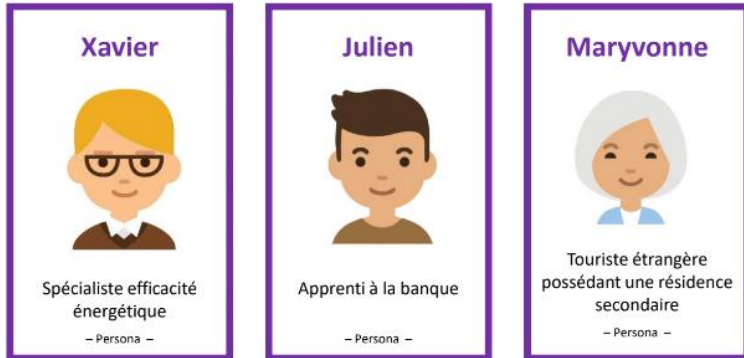 Xavier
Spécialiste efficacité
énergétique
– Persona –
Julien
Apprenti à la banque
– Persona –
Maryvonne
Touriste étrangère
possédant une résidence
secondaire
– Persona –